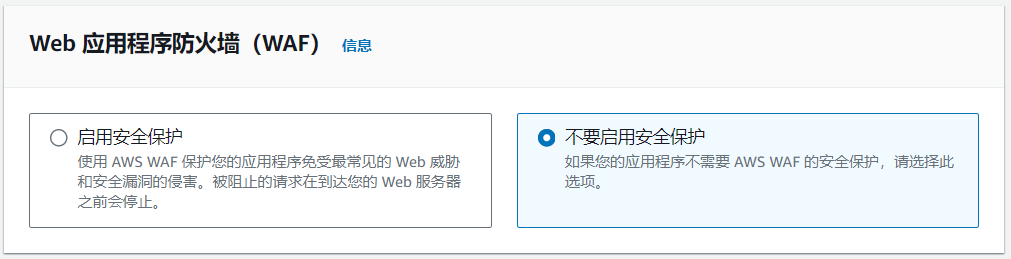 Web 应用程序防火墙（WAF） 信息
启用安全保护
使用 AWS WAF 保护您的应用程序免受最常见的 Web 威胁
和安全漏洞的侵害。被阻止的请求在到达您的 Web 服务器
之前会停止。
不要启用安全保护
如果您的应用程序不需要 AWS WAF 的安全保护，请选择此
选项。